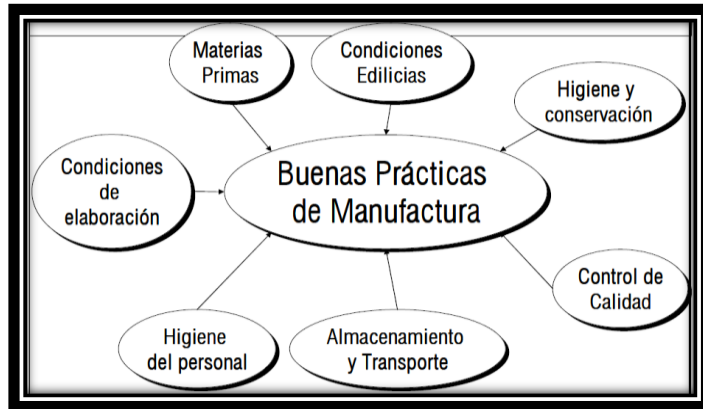 Materias
Primas
Condiciones
Edilicias
Higiene y
conservación
Condiciones
de
elaboración
Buenas Prácticas
de Manufactura
Control de
Calidad
Higiene
del personal
Almacenamiento
y Transporte